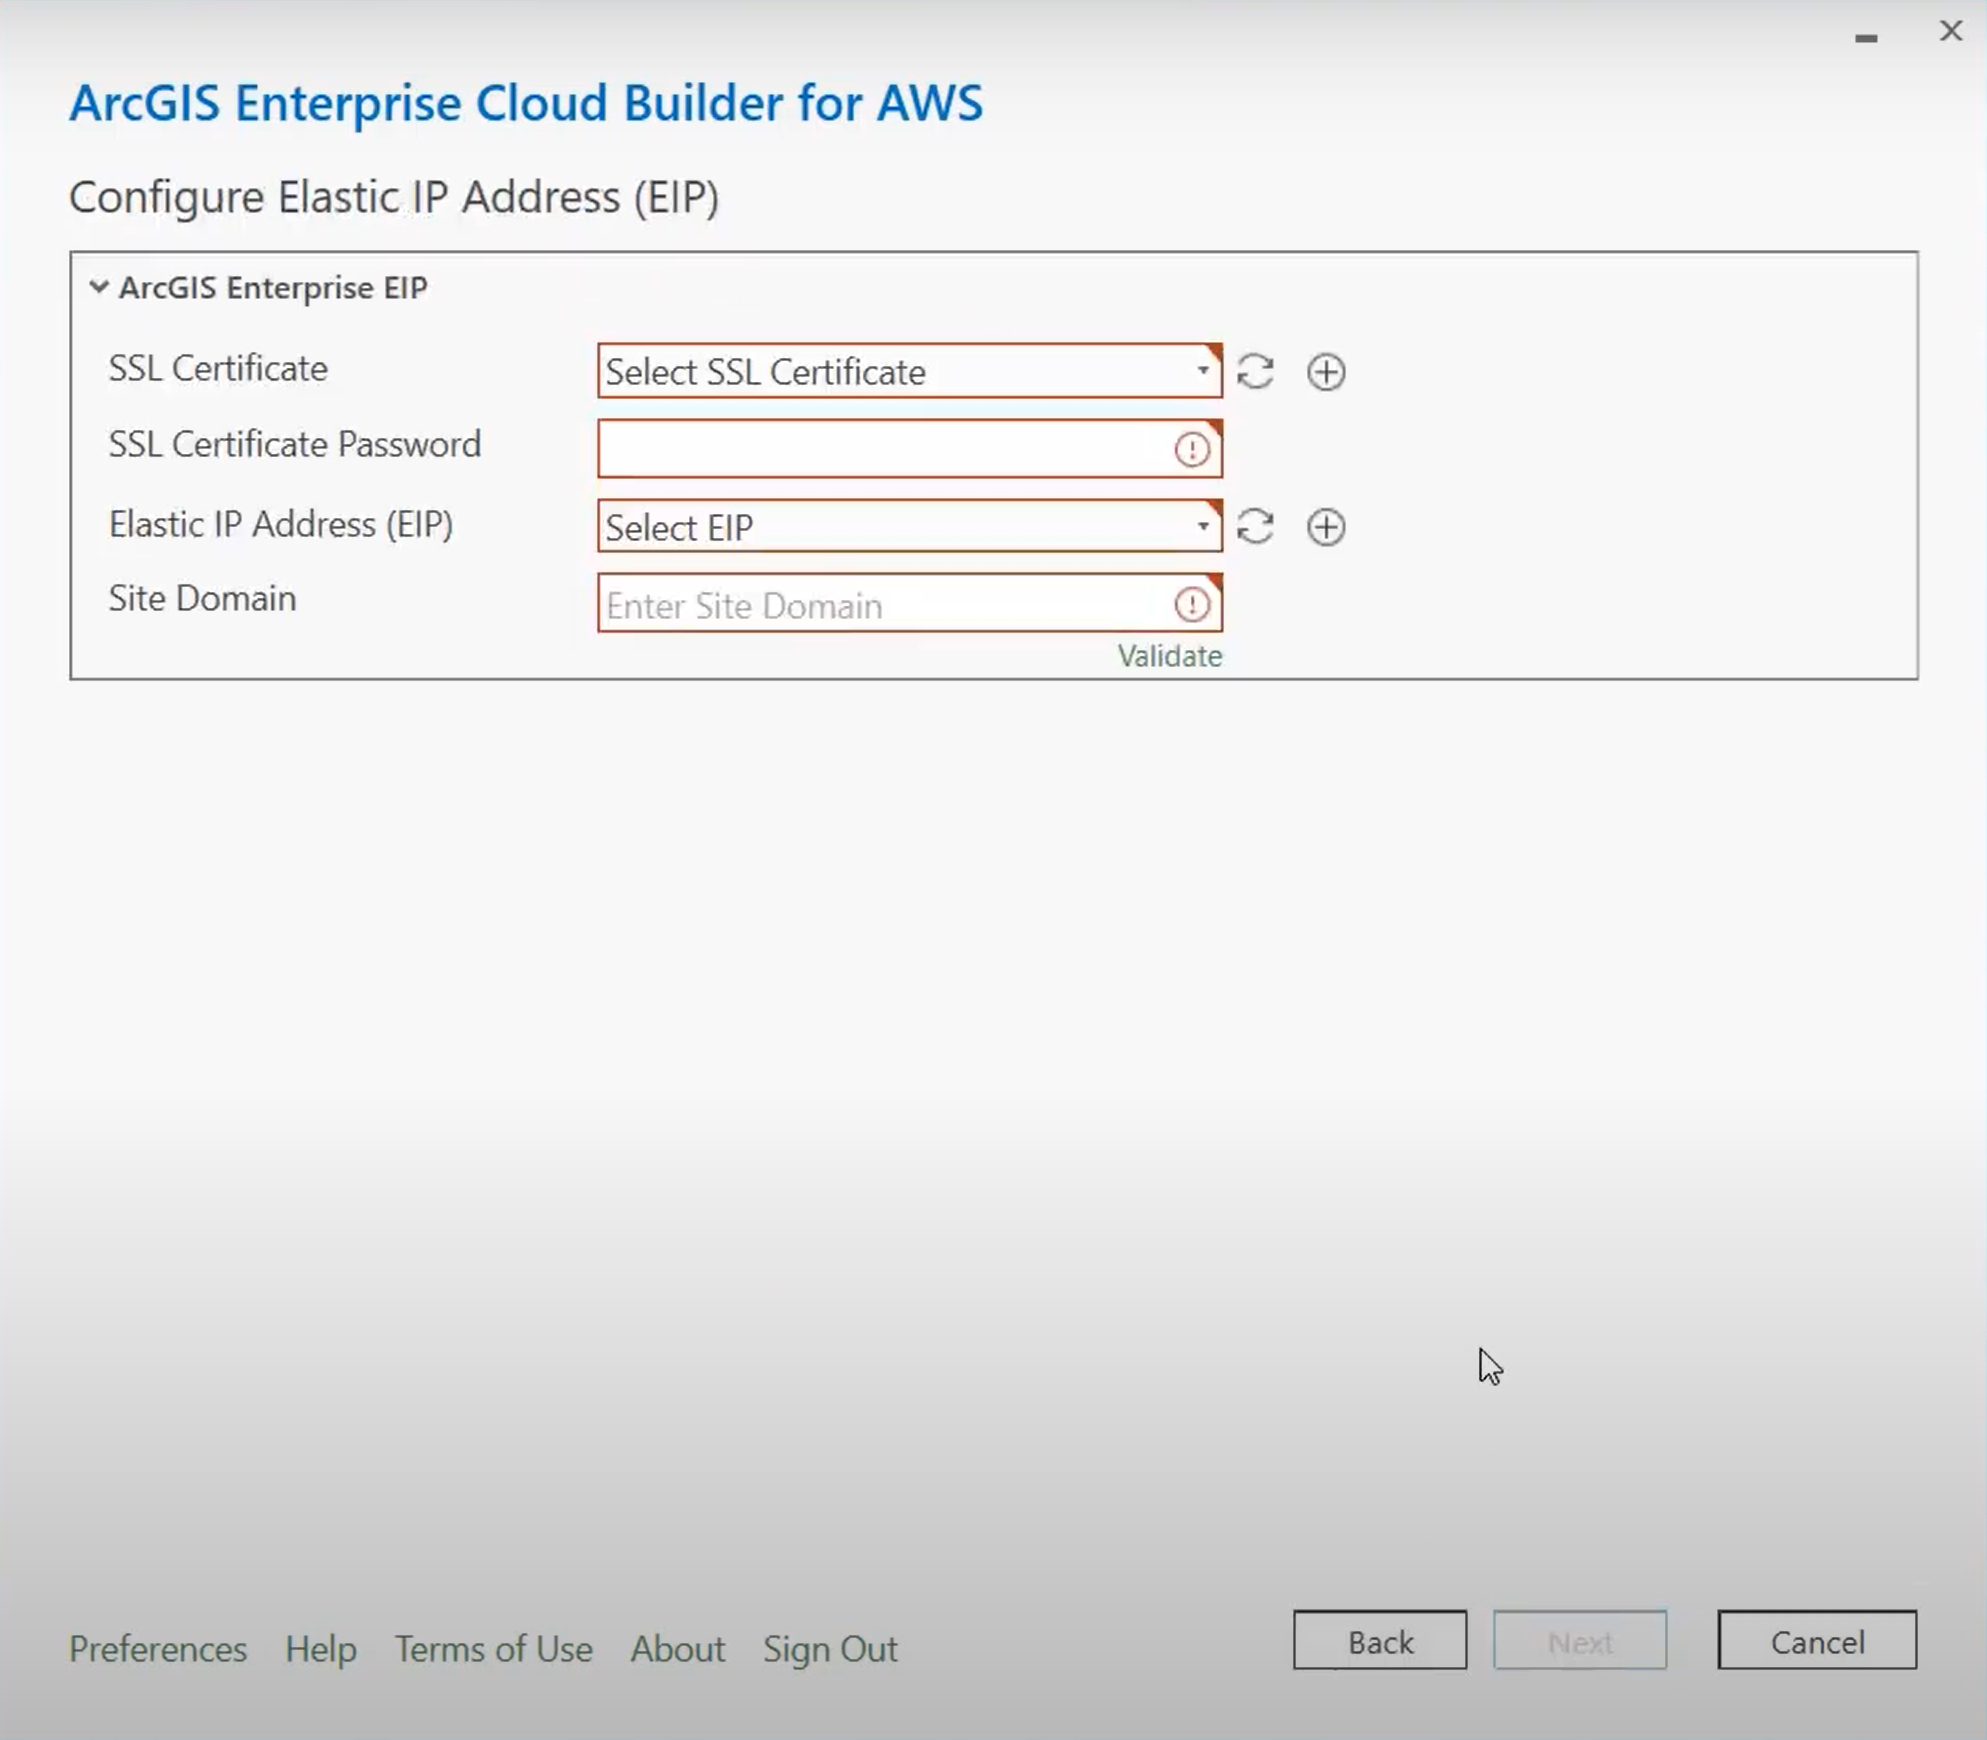 ArcGIS Enterprise Cloud Builder for AWS
Configure Elastic IP Address (EIP)
ArcGIS Enterprise EIP
SSL Certificate
Select SSL Certificate
SSL Certificate Password
Elastic IP Address (EIP)
Select EIP
Site Domain
Enter Site Domain
Validate
Preferences Help Terms of Use About Sign Out Back Next Cancel